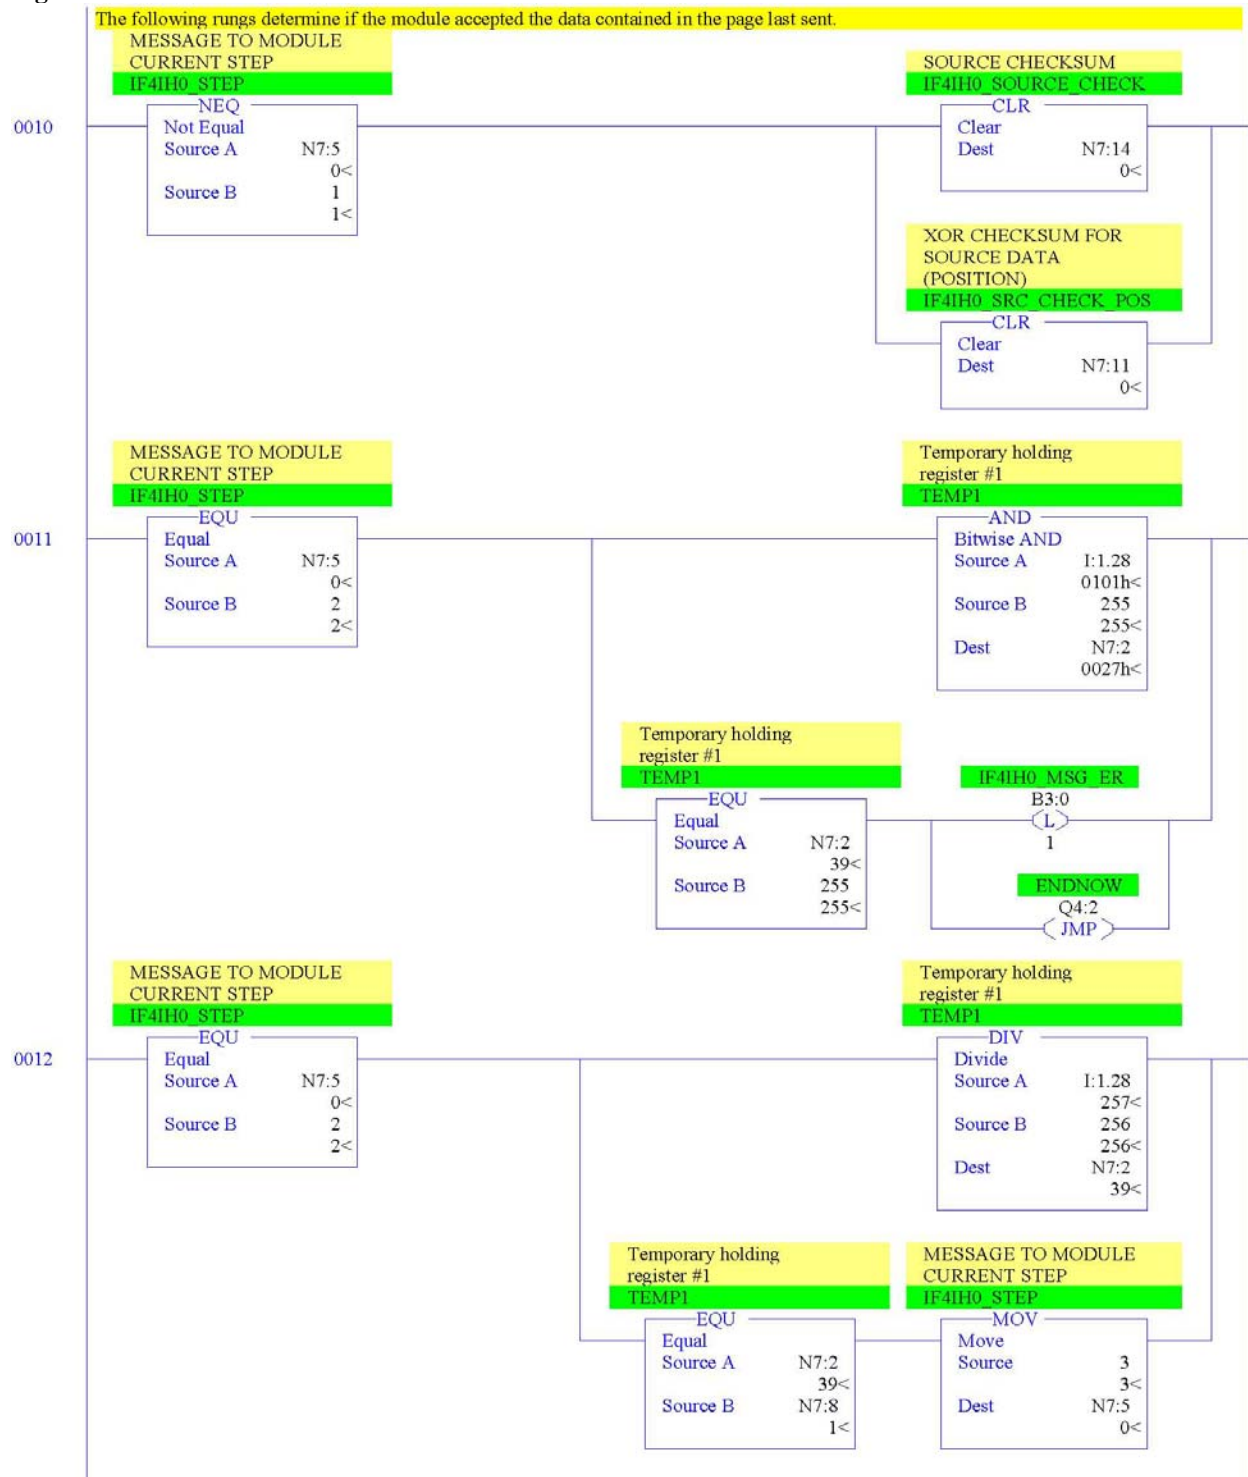 The following rungs determine if the module accepted the data contained in the page last sent.
MESSAGE TO MODULE
CURRENT STEP
IF4IH0_STEP
NEQ
Not Equal
Source A N7:5
0<
Source B 1
1<
0010
SOURCE CHECKSUM
IF4IH0_SOURCE_CHECK
CLR
Clear
Dest N7:14
0<
XOR CHECKSUM FOR
SOURCE DATA
(POSITION)
IF4IH0_SRC_CHECK_POS
CLR
Clear
Dest N7:11
0<
MESSAGE TO MODULE
CURRENT STEP
IF4IH0_STEP
EQU
0011
Equal
Source A N7:5
0<
Source B 2
2<
Temporary holding
register #1
TEMP1
AND
Bitwise AND
Source A I:1.28
0101h<
Source B 255
255<
Dest N7:2
0027h<
Temporary holding
register #1
TEMP1
EQU
Equal
Source A N7:2
39<
Source B 255
255<
IF4IH0_MSG_ER
B3:0
L
1
ENDNOW
Q4:2
JMP
MESSAGE TO MODULE
CURRENT STEP
IF4IH0_STEP
EQU
0012
Equal
Source A N7:5
0<
Source B 2
2<
Temporary holding
register #1
TEMP1
DIV
Divide
Source A I:1.28
257<
Source B 256
256<
Dest N7:2
39<
Temporary holding
register #1
TEMP1
EQU
Equal
Source A N7:2
39<
Source B N7:8
1<
MESSAGE TO MODULE
CURRENT STEP
IF4IH0_STEP
MOV
Move
Source 3
3<
Dest N7:5
0<